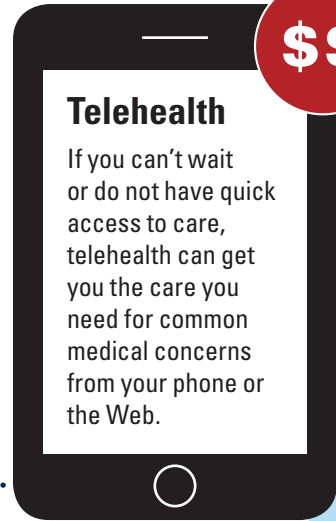 $$
Telehealth
If you can't wait
or do not have quick
access to care,
telehealth can get
you the care you
need for common
medical concerns
from your phone or
the Web.